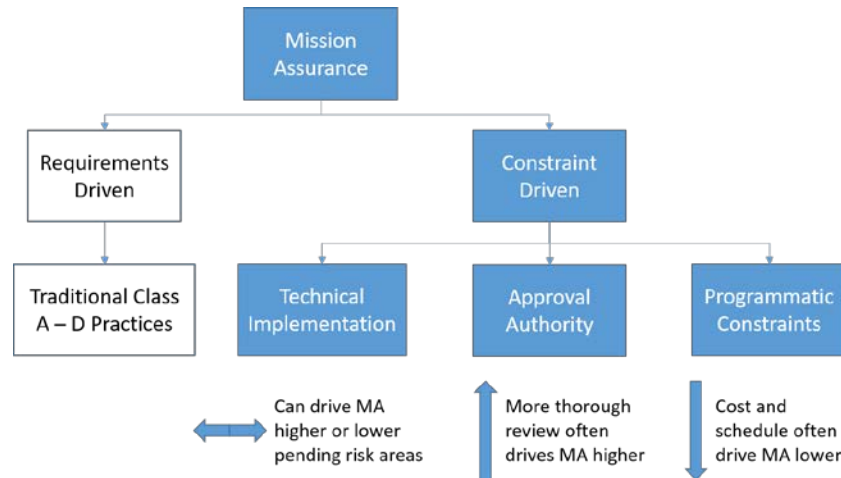 Mission
Assurance
Requirements
Driven
Constraint
Driven
Traditional Class
A – D Practices
Technical
Implementation
Approval
Authority
Programmatic
Constraints
Can drive MA
higher or lower
pending risk areas
More thorough
review often
drives MA higher
Cost and
schedule often
drive MA lower